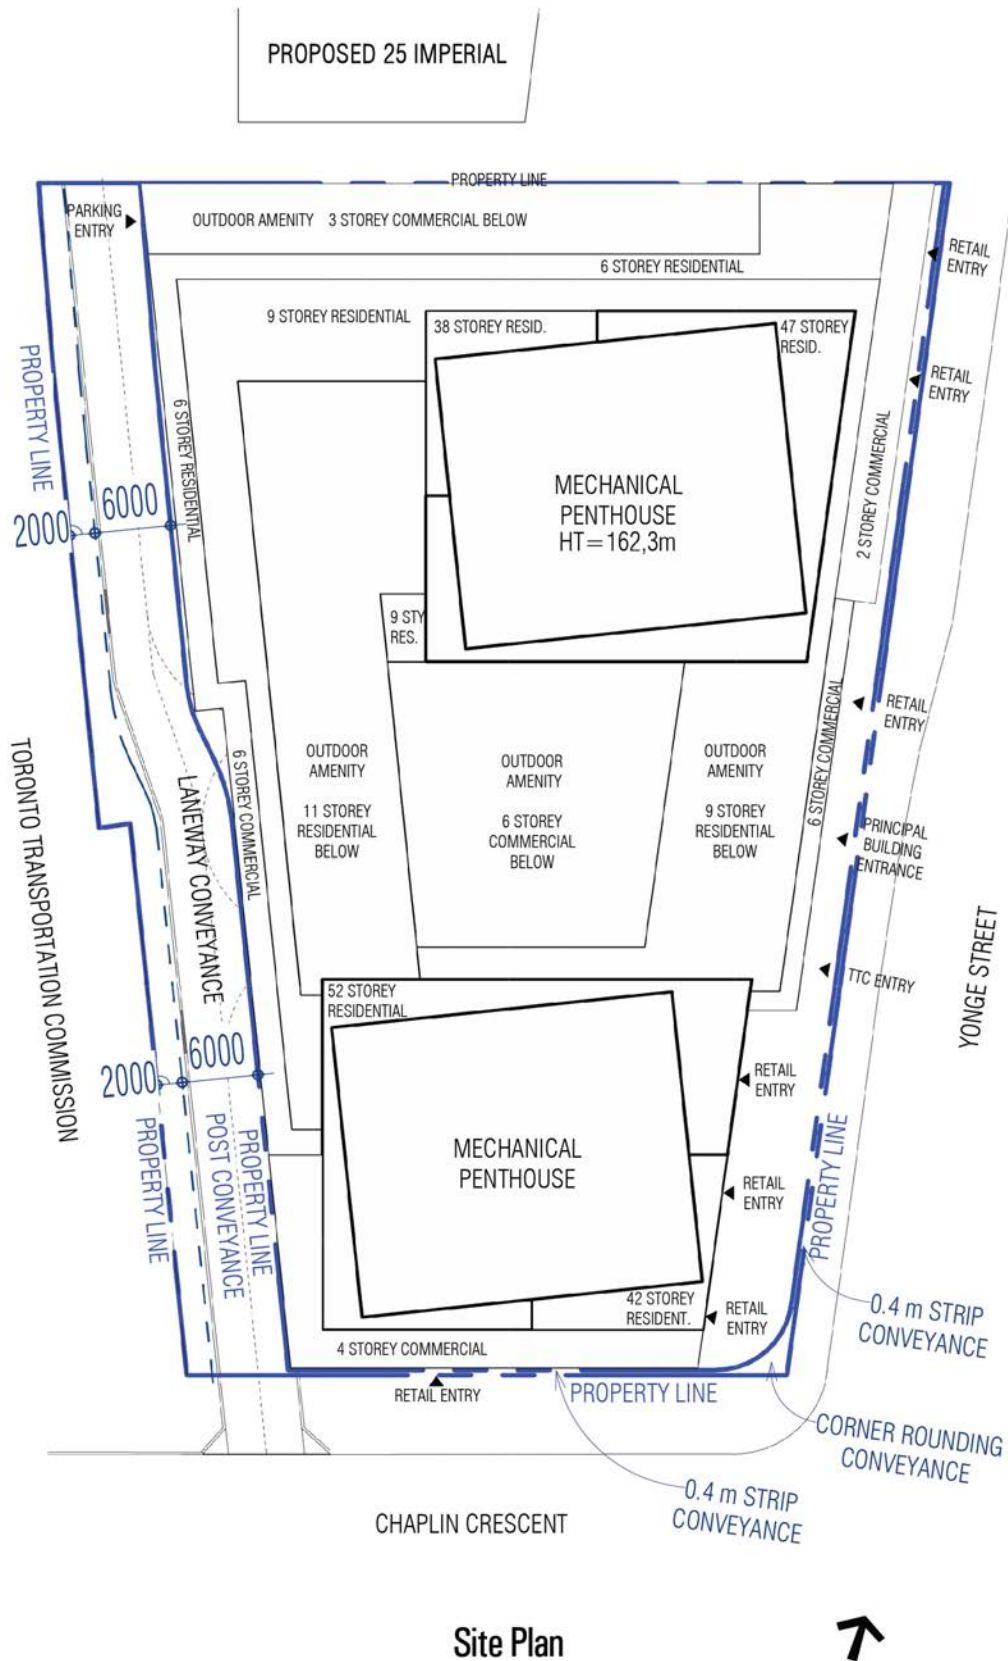 PROPOSED 25 IMPERIAL
PROPERTY LINE
PARKING
ENTRY
OUTDOOR AMENITY 3 STOREY COMMERCIAL BELOW
6 STOREY RESIDENTIAL
RETAIL
ENTRY
9 STOREY RESIDENTIAL
38 STOREY RESID.
47 STOREY
RESID.
PROPERTY LINE
RETAIL
ENTRY
6 STOREY RESIDENTIAL
2 STOREY COMMERCIAL
2000
6000
MECHANICAL
PENTHOUSE
HT=162,3m
9 STY
RES.
6 STOREY COMMERCIAL
RETAIL
ENTRY
TORONTO TRANSPORTATION COMMISSION
LANEWAY CONVEYANCE
6 STOREY COMMERCIAL
OUTDOOR
AMENITY
11 STOREY
RESIDENTIAL
BELOW
OUTDOOR
AMENITY
6 STOREY
COMMERCIAL
BELOW
OUTDOOR
AMENITY
9 STOREY
RESIDENTIAL
BELOW
PRINCIPAL
BUILDING
ENTRANCE
YONGE STREET
TTC ENTRY
52 STOREY
RESIDENTIAL
2000
6000
RETAIL
ENTRY
PROPERTY LINE
POST CONVEYANCE
PROPERTY LINE
MECHANICAL
PENTHOUSE
RETAIL
ENTRY
PROPERTY LINE
42 STOREY
RESIDENT.
RETAIL
ENTRY
0.4 m STRIP
CONVEYANCE
4 STOREY COMMERCIAL
RETAIL ENTRY
PROPERTY LINE
CORNER ROUNDING
CONVEYANCE
0.4 m STRIP
CONVEYANCE
CHAPLIN CRESCENT
Site Plan